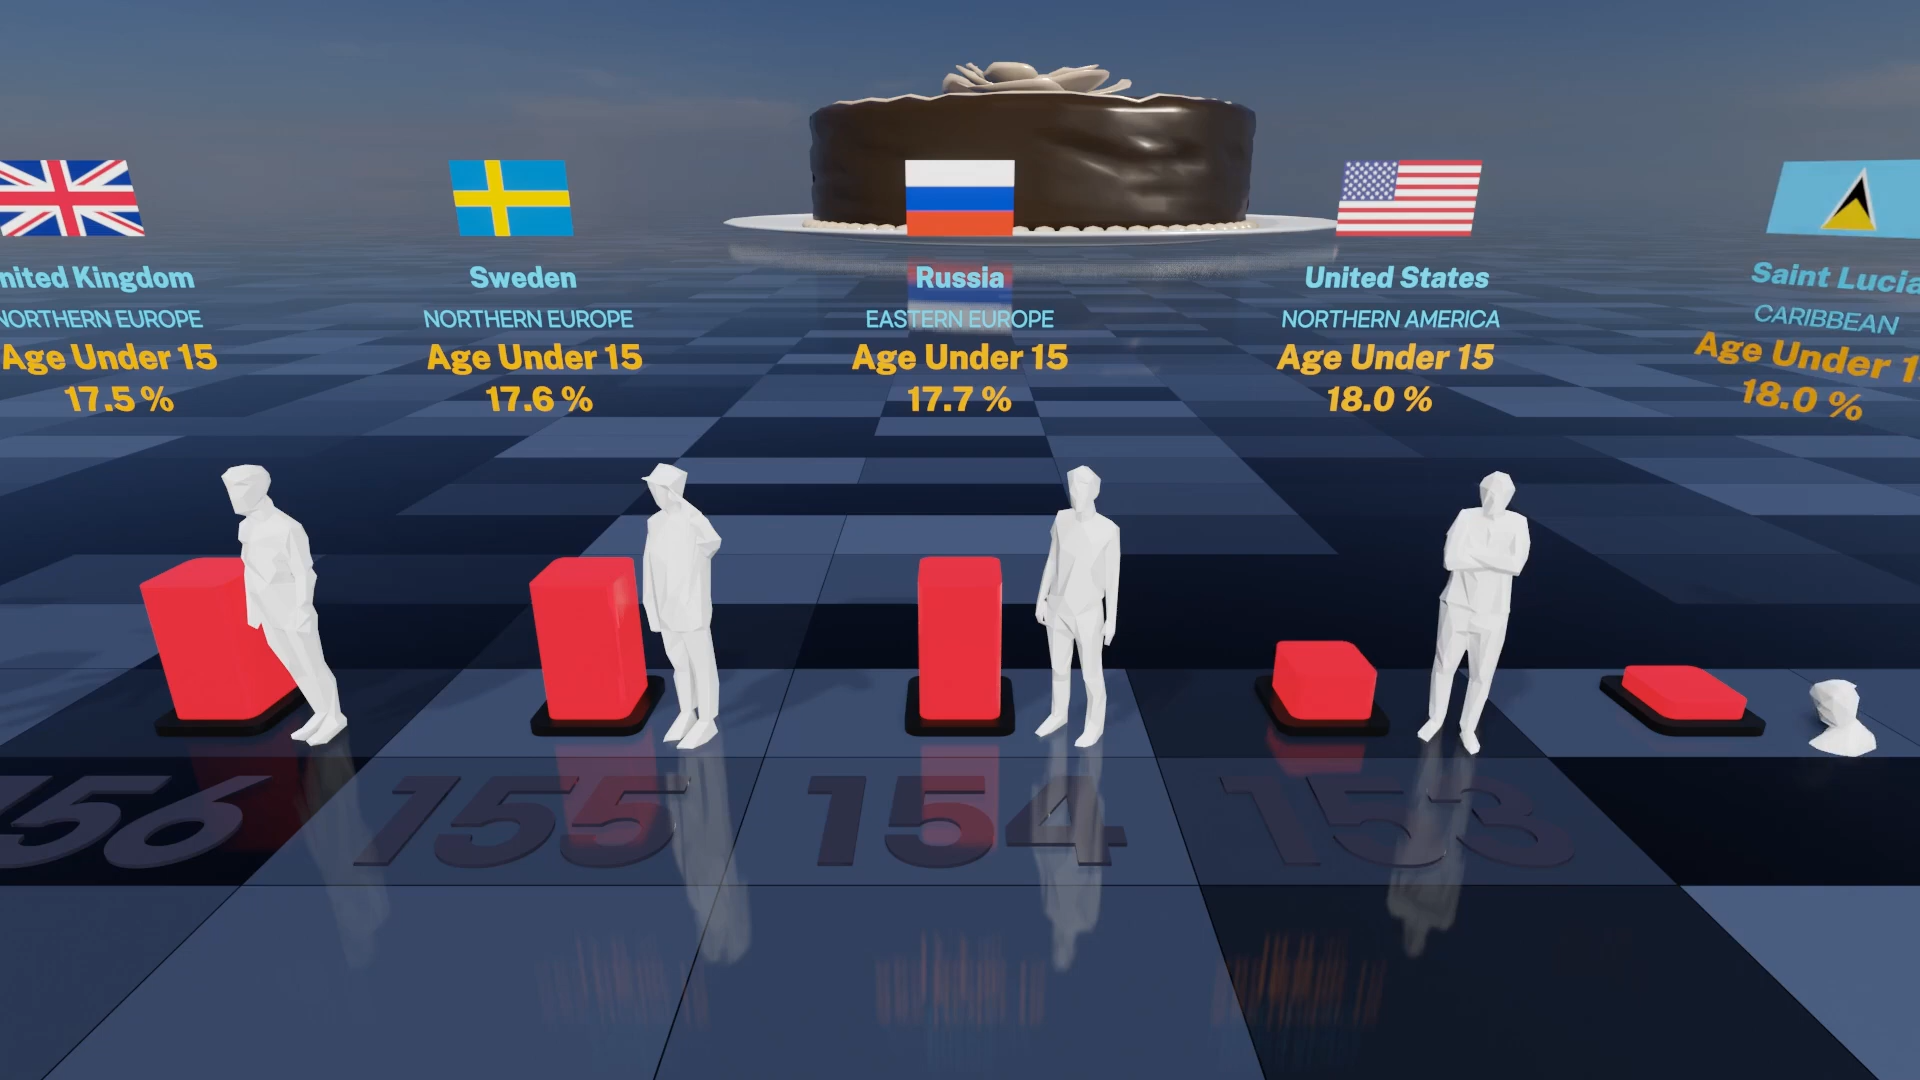 nited Kingdom
NORTHERN EUROPE
Age Under 15
17.5 %
Sweden
NORTHERN EUROPE
Age Under 15
17.6 %
Russia
EASTERN EUROPE
Age Under 15
17.7 %
United States
NORTHERN AMERICA
Age Under 15
18.0 %
Saint Lucia
CARIBBEAN
Age Under 1
18.0 %
156
155
154
153